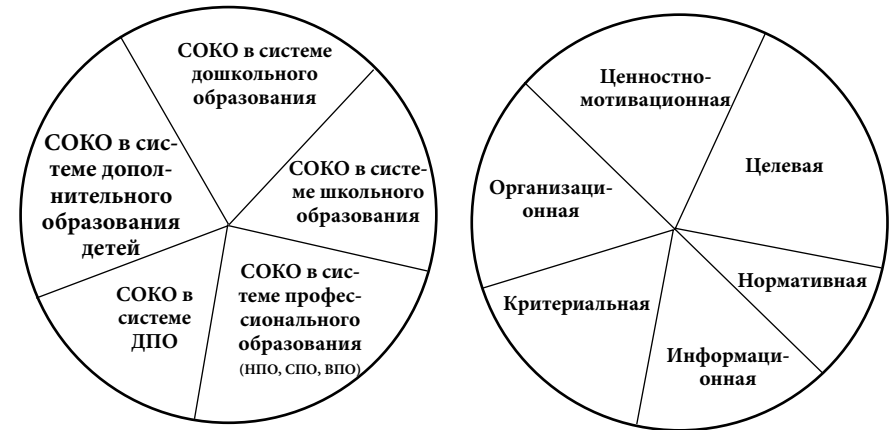 СОКО в системе
дошкольного
образования
СОКО в систе-
ме школьного
образования
СОКО в сис-
теме профес-
сионального
образования
(НПО, СПО, ВПО)
СОКО в
системе
ДПО
СОКО в сис-
теме допол-
нительного
образования
детей
Ценностно-
мотивационная
Целевая
Нормативная
Информаци-
онная
Критериальная
Организаци-
онная